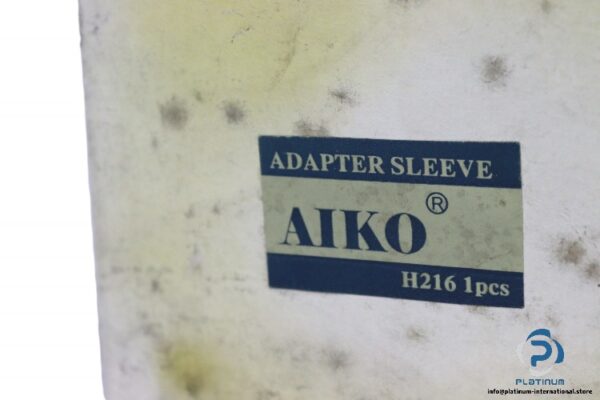 ADAPTER SLEEVE
AIKO ®
H216 1pcs
PLATINUM
info@platinum-international.store